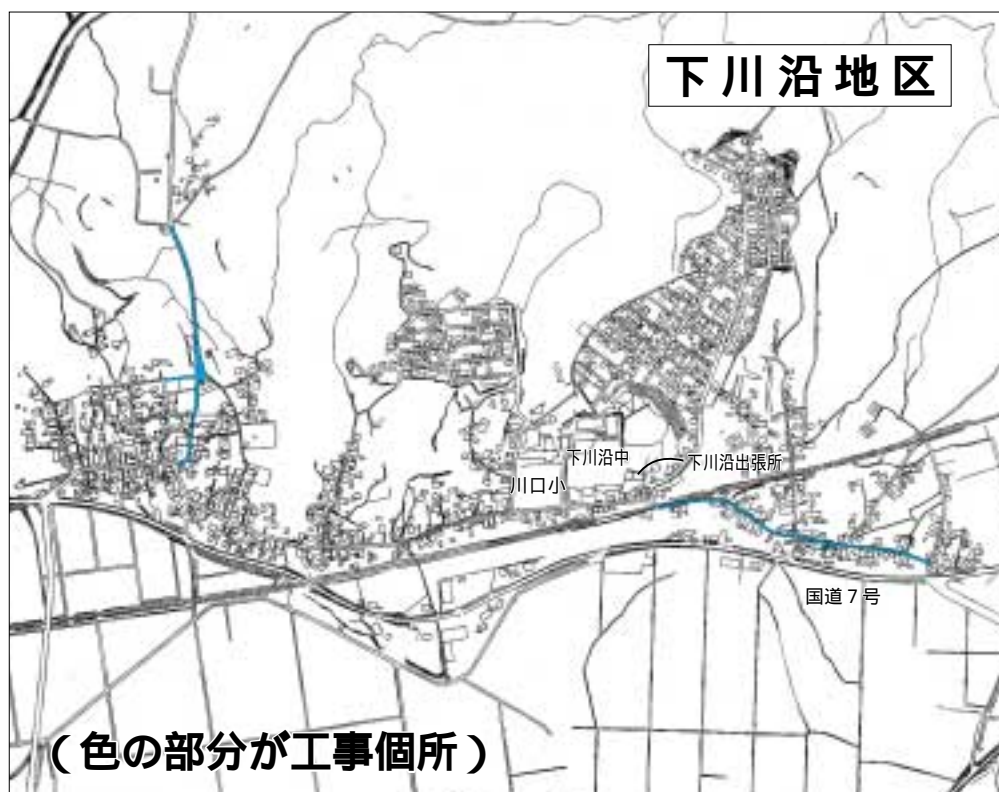 下川沿地区
下川沿中
下川沿出張所
川口小
国道７号
（色の部分が工事個所）